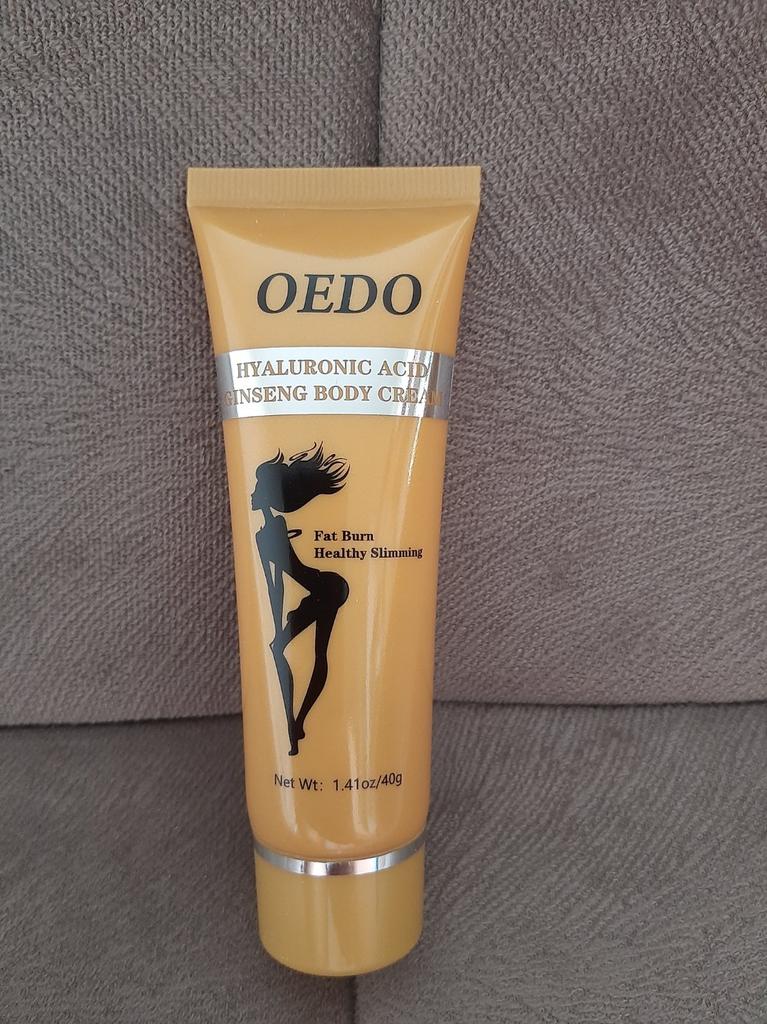 OEDO
HYALURONIC ACID
GINSENG BODY CREAM
Fat Burn
Healthy Slimming
Net Wt: 1.41oz/40g